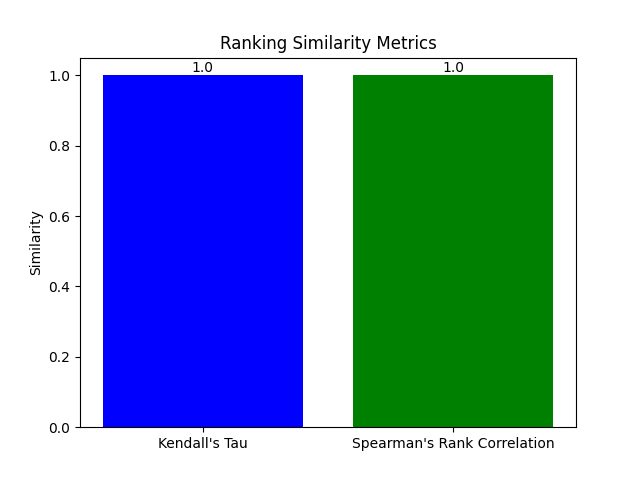 Ranking Similarity Metrics
1.0
1.0
1.0
0.8
0.6
0.4
0.2
0.0
Similarity
Kendall's Tau
Spearman's Rank Correlation